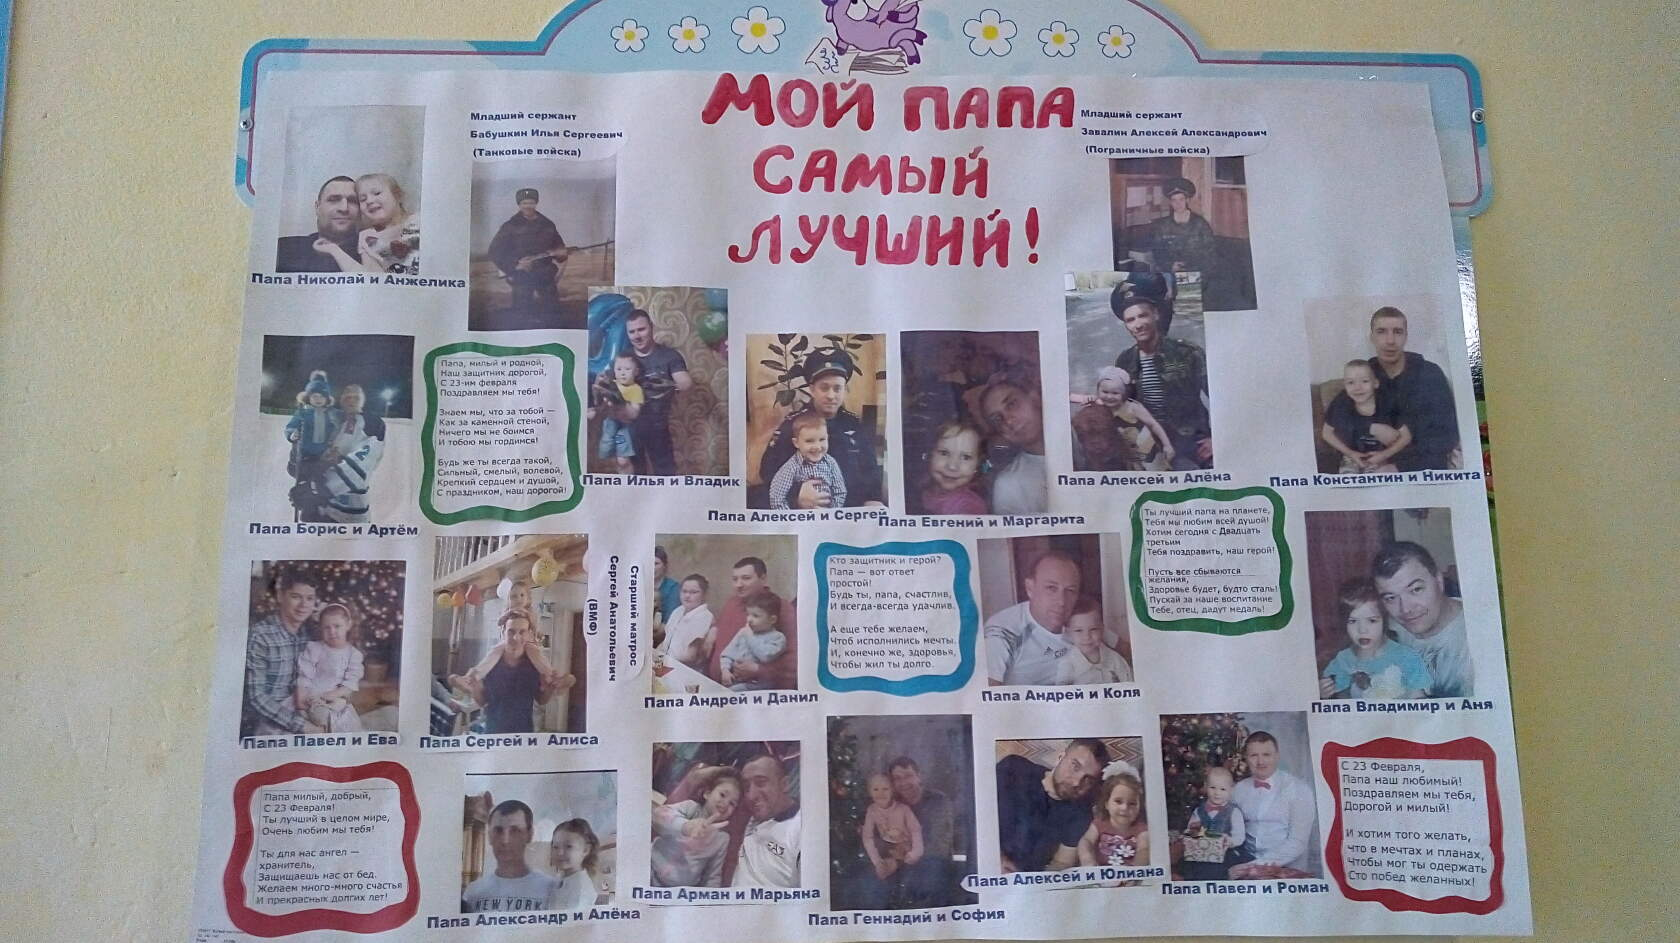 МОЙ ПАПА
САМЫЙ
ЛУЧШИЙ!
Младший сержант
Бабушкин Илья Сергеевич
(Танковые войска)
Младший сержант
Завалин Алексей Александрович
(Пограничные войска)
Папа Николай и Анжелика
Папа, милый и родной,
Наш защитник дорогой,
С 23-им февраля
Поздравляем мы тебя!
Знаем мы, что за тобой —
Как за каменной стеной,
Ничего мы не боимся
И тобою мы гордимся!
Будь же ты всегда такой,
Сильный, смелый, волевой,
Крепкий сердцем и душой,
С праздником, наш дорогой!
Папа Илья и Владик
Папа Алексей и Сергей
Папа Евгений и Маргарита
Папа Алексей и Алёна
Папа Константин и Никита
Папа Борис и Артём
Старший матрос
Сергей Анатольевич
(ВМФ)
Кто защитник и герой?
Папа — вот ответ
простой!
Будь ты, папа, счастлив,
И всегда-всегда удачлив.
А еще тебе желаем,
Чтоб исполнились мечты.
И, конечно же, здоровья,
Чтобы жил ты долго.
Ты лучший папа на планете,
Тебя мы любим всей душой!
Хотим сегодня с Двадцать
третьим
Тебя поздравить, наш герой!
Пусть все сбываются
желания,
Здоровье будет, будто сталь!
Пускай за наше воспитание
Тебе, отец, дадут медаль!
Папа Павел и Ева
Папа Сергей и Алиса
Папа Андрей и Данил
Папа Андрей и Коля
Папа Владимир и Аня
Папа милый, добрый,
С 23 Февраля!
Ты лучший в целом мире,
Очень любим мы тебя!
Ты для нас ангел —
хранитель,
Защищаешь нас от бед.
Желаем много-много счастья
И прекрасных долгих лет!
NEW YORK
Папа Александр и Алёна
Папа Арман и Марьяна
Папа Геннадий и София
Папа Алексей и Юлиана
Папа Павел и Роман
С 23 Февраля,
Папа наш любимый!
Поздравляем мы тебя,
Дорогой и милый!
И хотим того желать,
Что в мечтах и планах,
Чтобы мог ты одержать
Сто побед желанных!